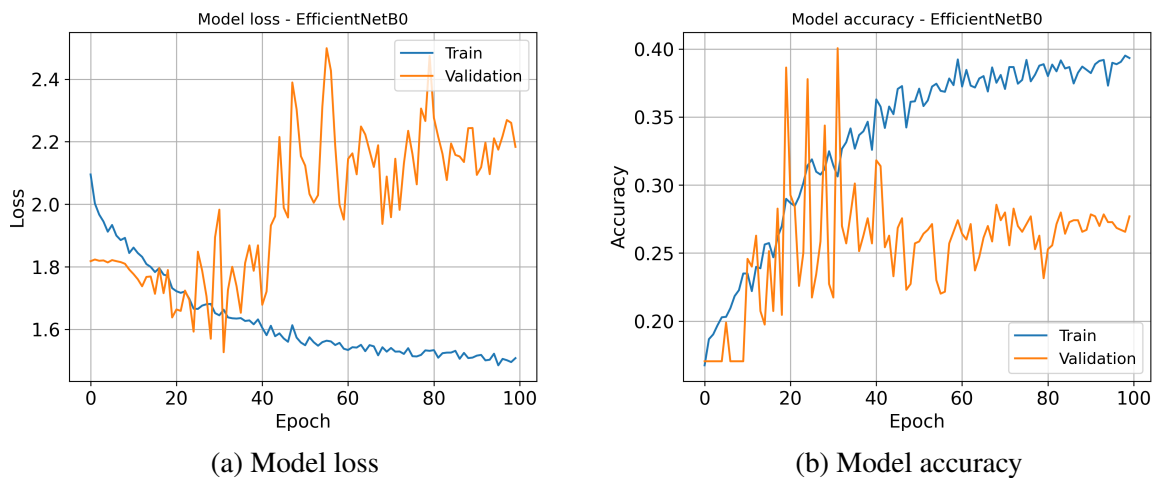 Model loss - EfficientNetB0
Train
Validation
2.4
2.2
2.0
1.8
1.6
Loss
0 20 40 60 80 100
Epoch
(a) Model loss
Model accuracy - EfficientNetB0
0.40
0.35
0.30
0.25
0.20
Accuracy
Train
Validation
0 20 40 60 80 100
Epoch
(b) Model accuracy